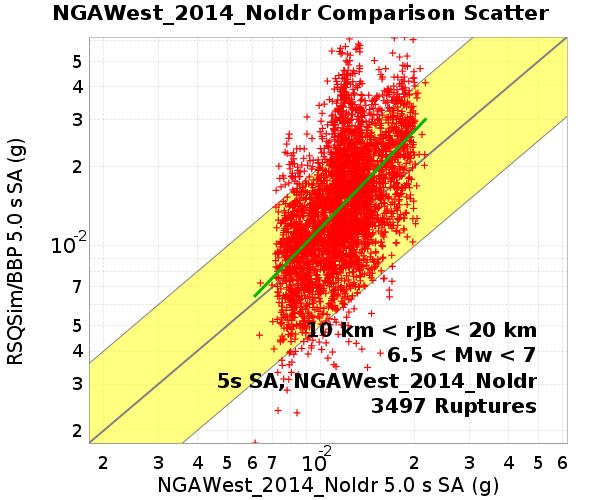 NGAWest_2014_NoIdr Comparison Scatter
RSQSim/BBP 5.0 s SA (g)
5
4
3
2
10-2
7
5
4
3
2
10 km < rJB < 20 km
6.5 < Mw < 7
5s SA, NGAWest_2014_NoIdr
3497 Ruptures
2 3 4 5 6 7 10-2 2 3 4 5 6
NGAWest_2014_NoIdr 5.0 s SA (g)